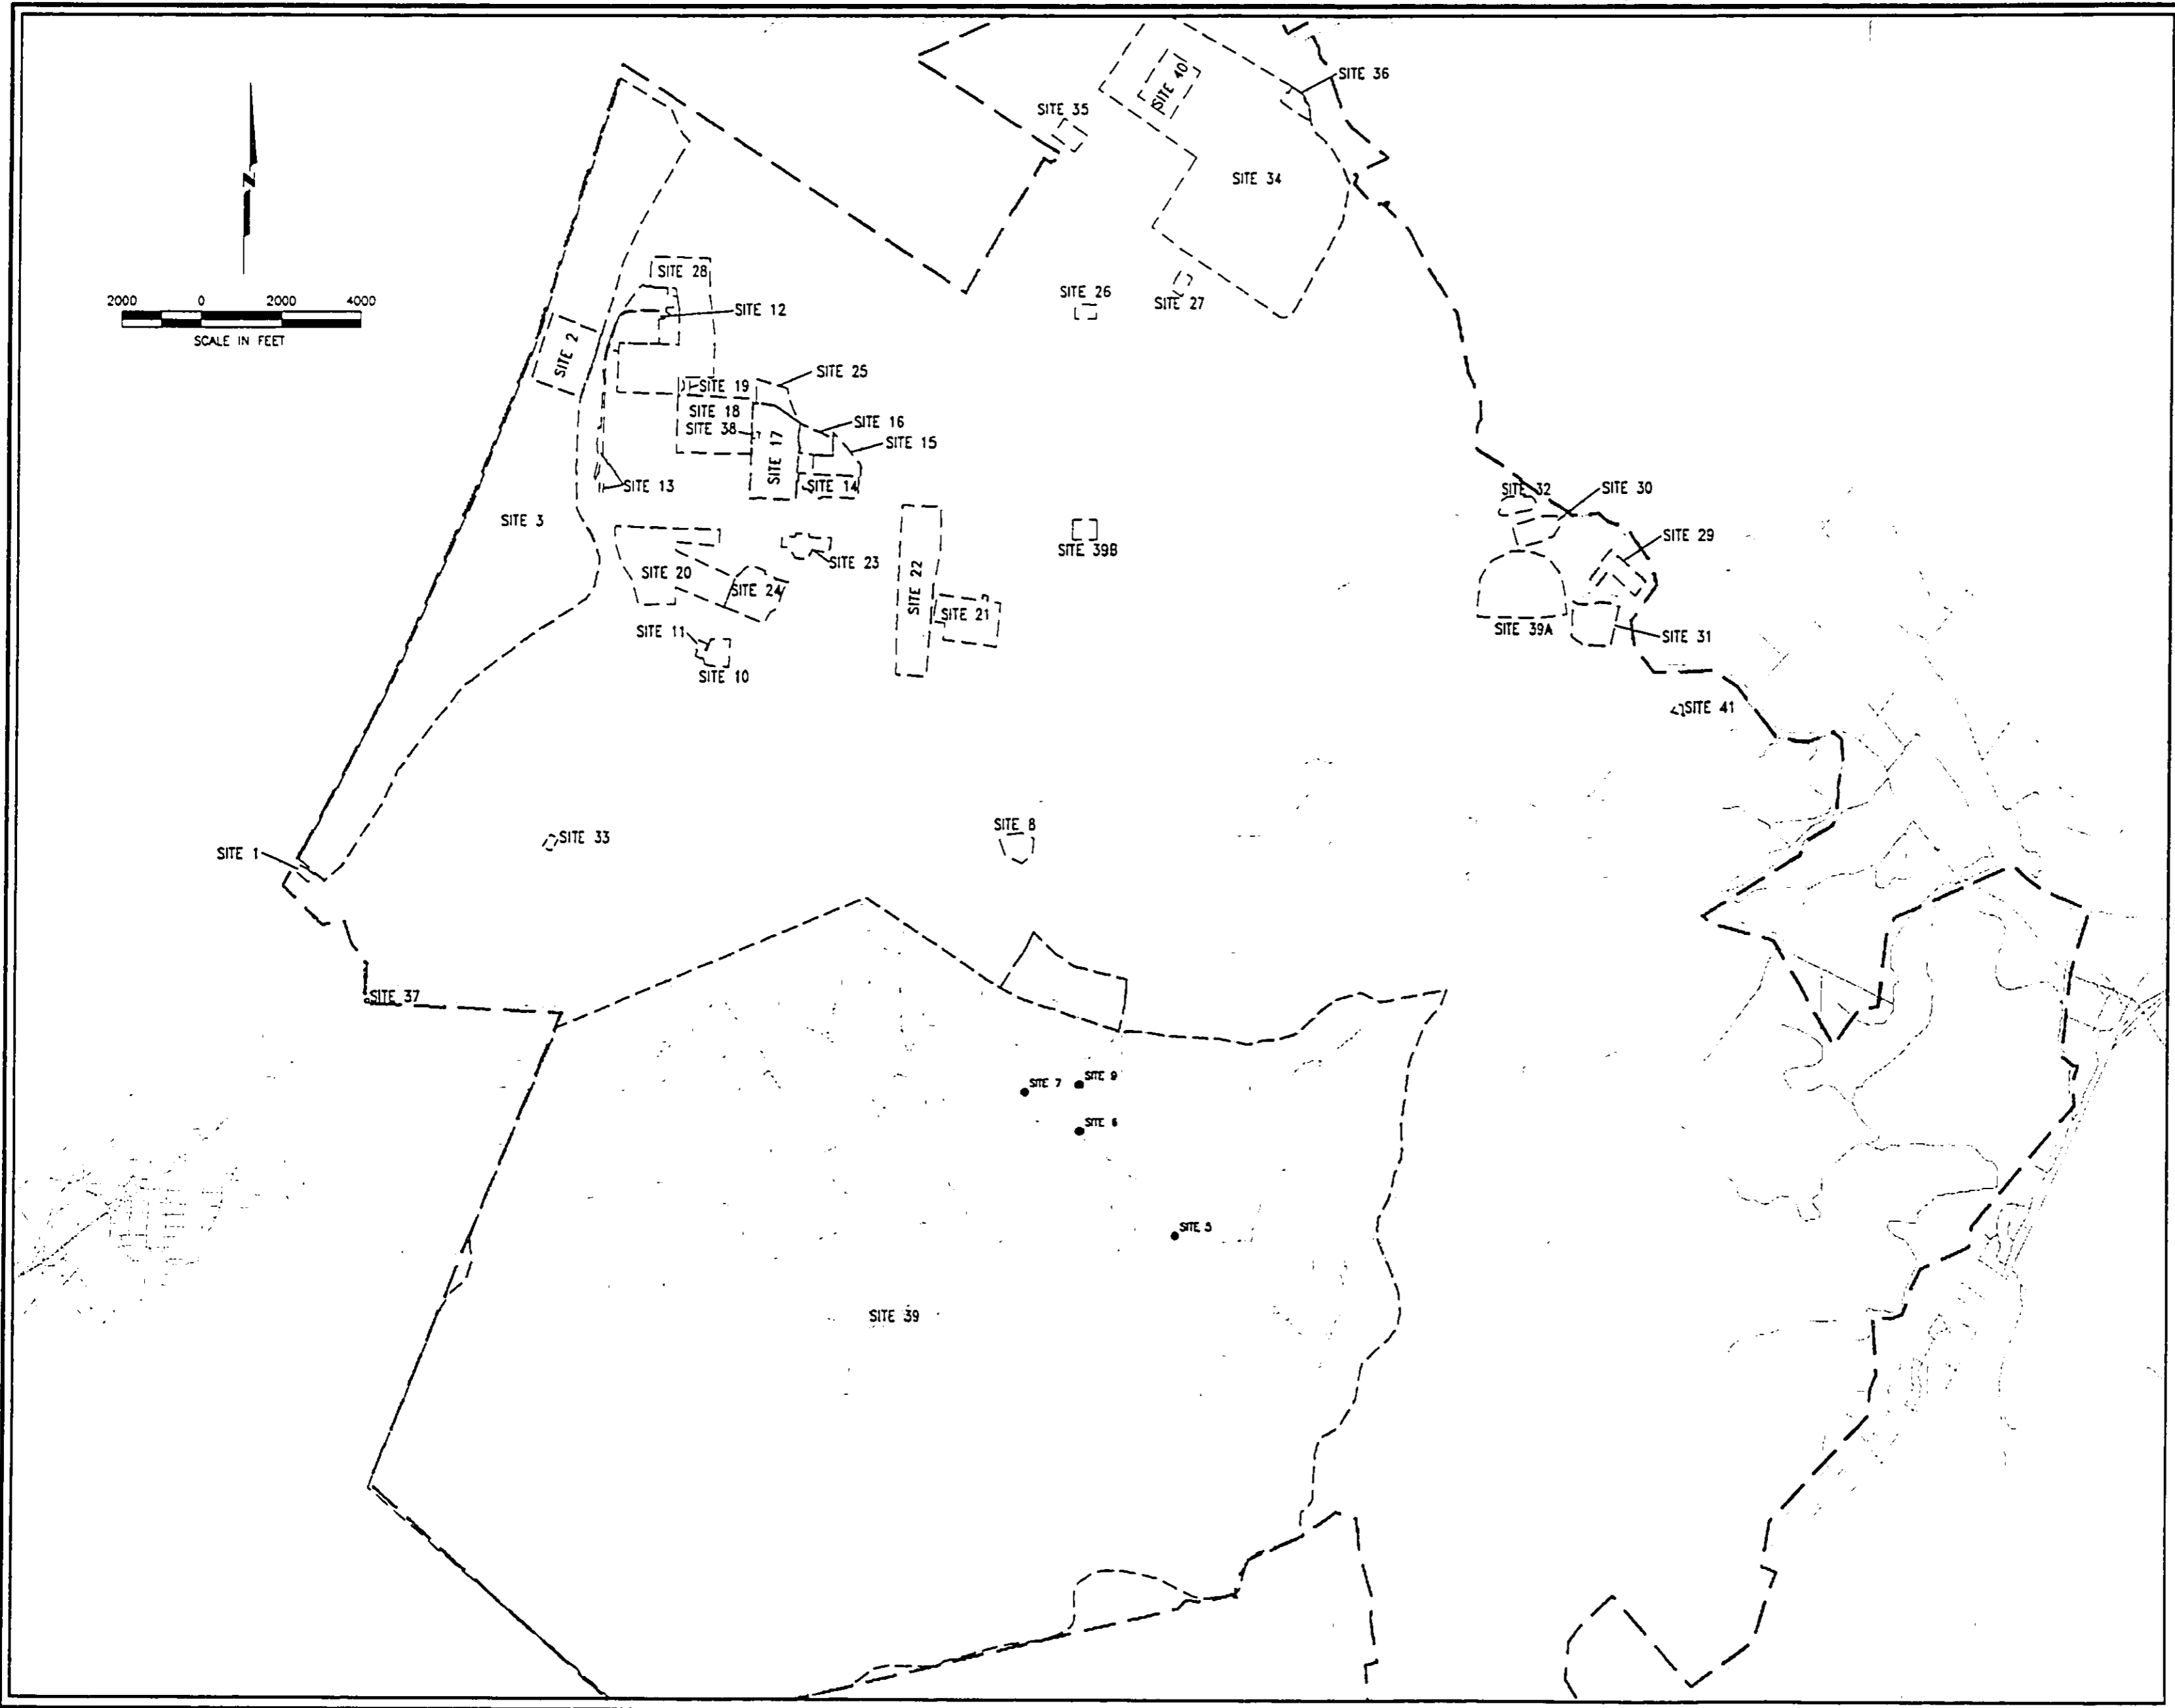 SITE 36
SITE 40
SITE 35
SITE 34
N
SITE 28
SITE 26
SITE 27
2000 0 2000 4000
SCALE IN FEET
SITE 12
SITE 2
SITE 25
SITE 19
SITE 18
SITE 16
SITE 38
SITE 15
SITE 17
SITE 13
SITE 14
SITE 32
SITE 30
SITE 3
SITE 29
SITE 39B
SITE 23
SITE 20
SITE 22
SITE 24
SITE 21
SITE 11
SITE 39A
SITE 31
SITE 10
SITE 41
SITE 8
SITE 33
SITE 1
SITE 37
SITE 9
SITE 7
SITE 6
SITE 5
SITE 39